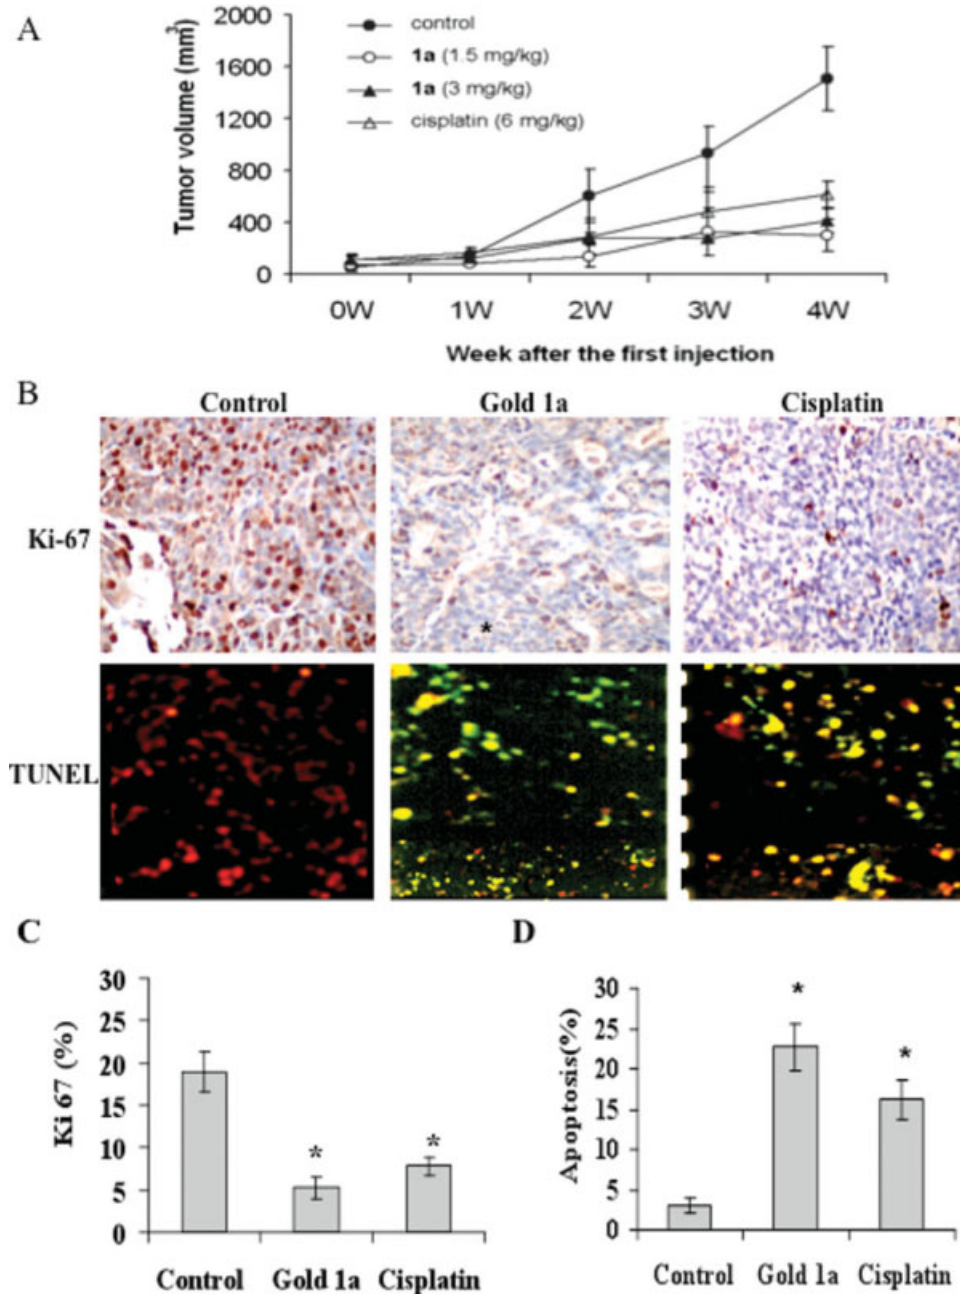 A
Tumor volume (mm3)
2000
1600
1200
800
400
0
control
1a (1.5 mg/kg)
1a (3 mg/kg)
cisplatin (6 mg/kg)
0W 1W 2W 3W 4W
Week after the first injection
B
Control Gold 1a Cisplatin
Ki-67
*
TUNEL
C
Ki 67 (%)
30
25
20
15
10
5
0
* *
Control Gold 1a Cisplatin
D
Apoptosis(%)
30
25
20
15
10
5
0
*
*
Control Gold 1a Cisplatin